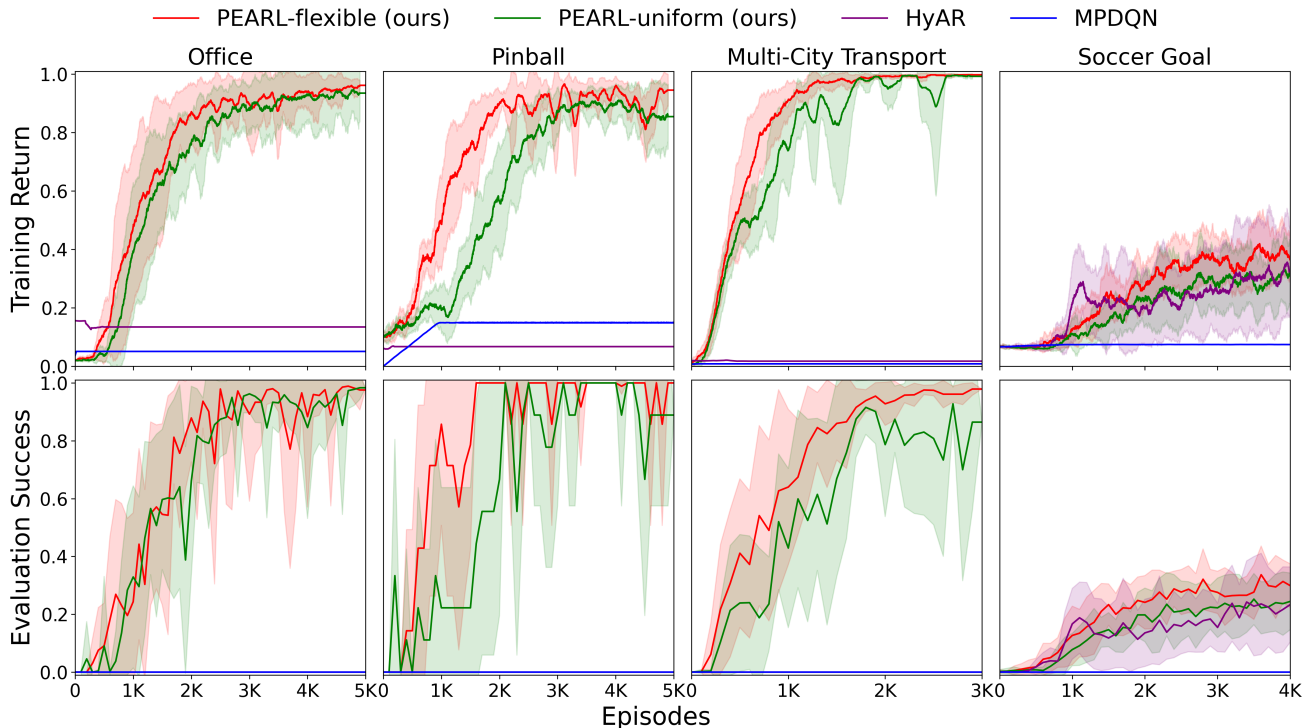 PEARL-flexible (ours) PEARL-uniform (ours) HyAR MPDQN
Office Pinball Multi-City Transport Soccer Goal
Training Return
1.0
0.8
0.6
0.4
0.2
0.0
Evaluation Success
1.0
0.8
0.6
0.4
0.2
0.0
0 1K 2K 3K 4K 5K 0 1K 2K 3K 4K 5K 0 1K 2K 3K 0 1K 2K 3K 4K
Episodes